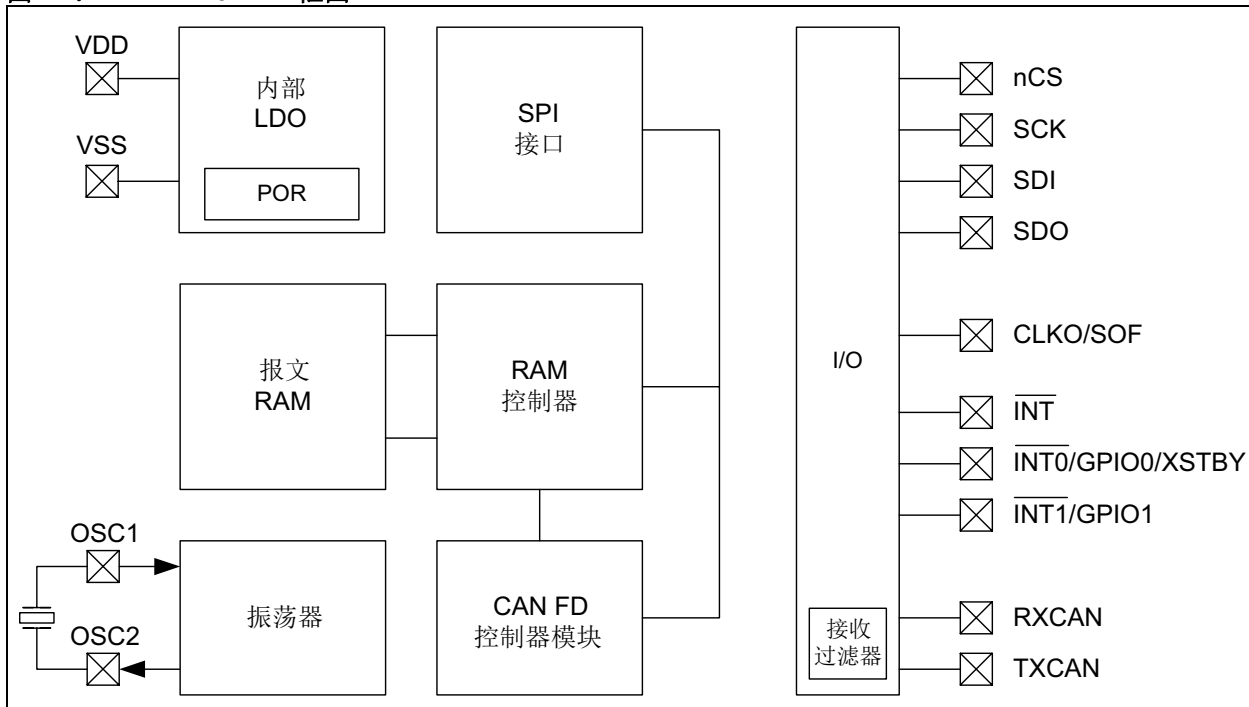 框图
VDD
VSS
内部
LDO
POR
SPI
接口
报文
RAM
RAM
控制器
OSC1
OSC2
振荡器
CAN FD
控制器模块
I/O
接收
过滤器
nCS
SCK
SDI
SDO
CLKO/SOF
INT
INT0/GPIO0/XSTBY
INT1/GPIO1
RXCAN
TXCAN